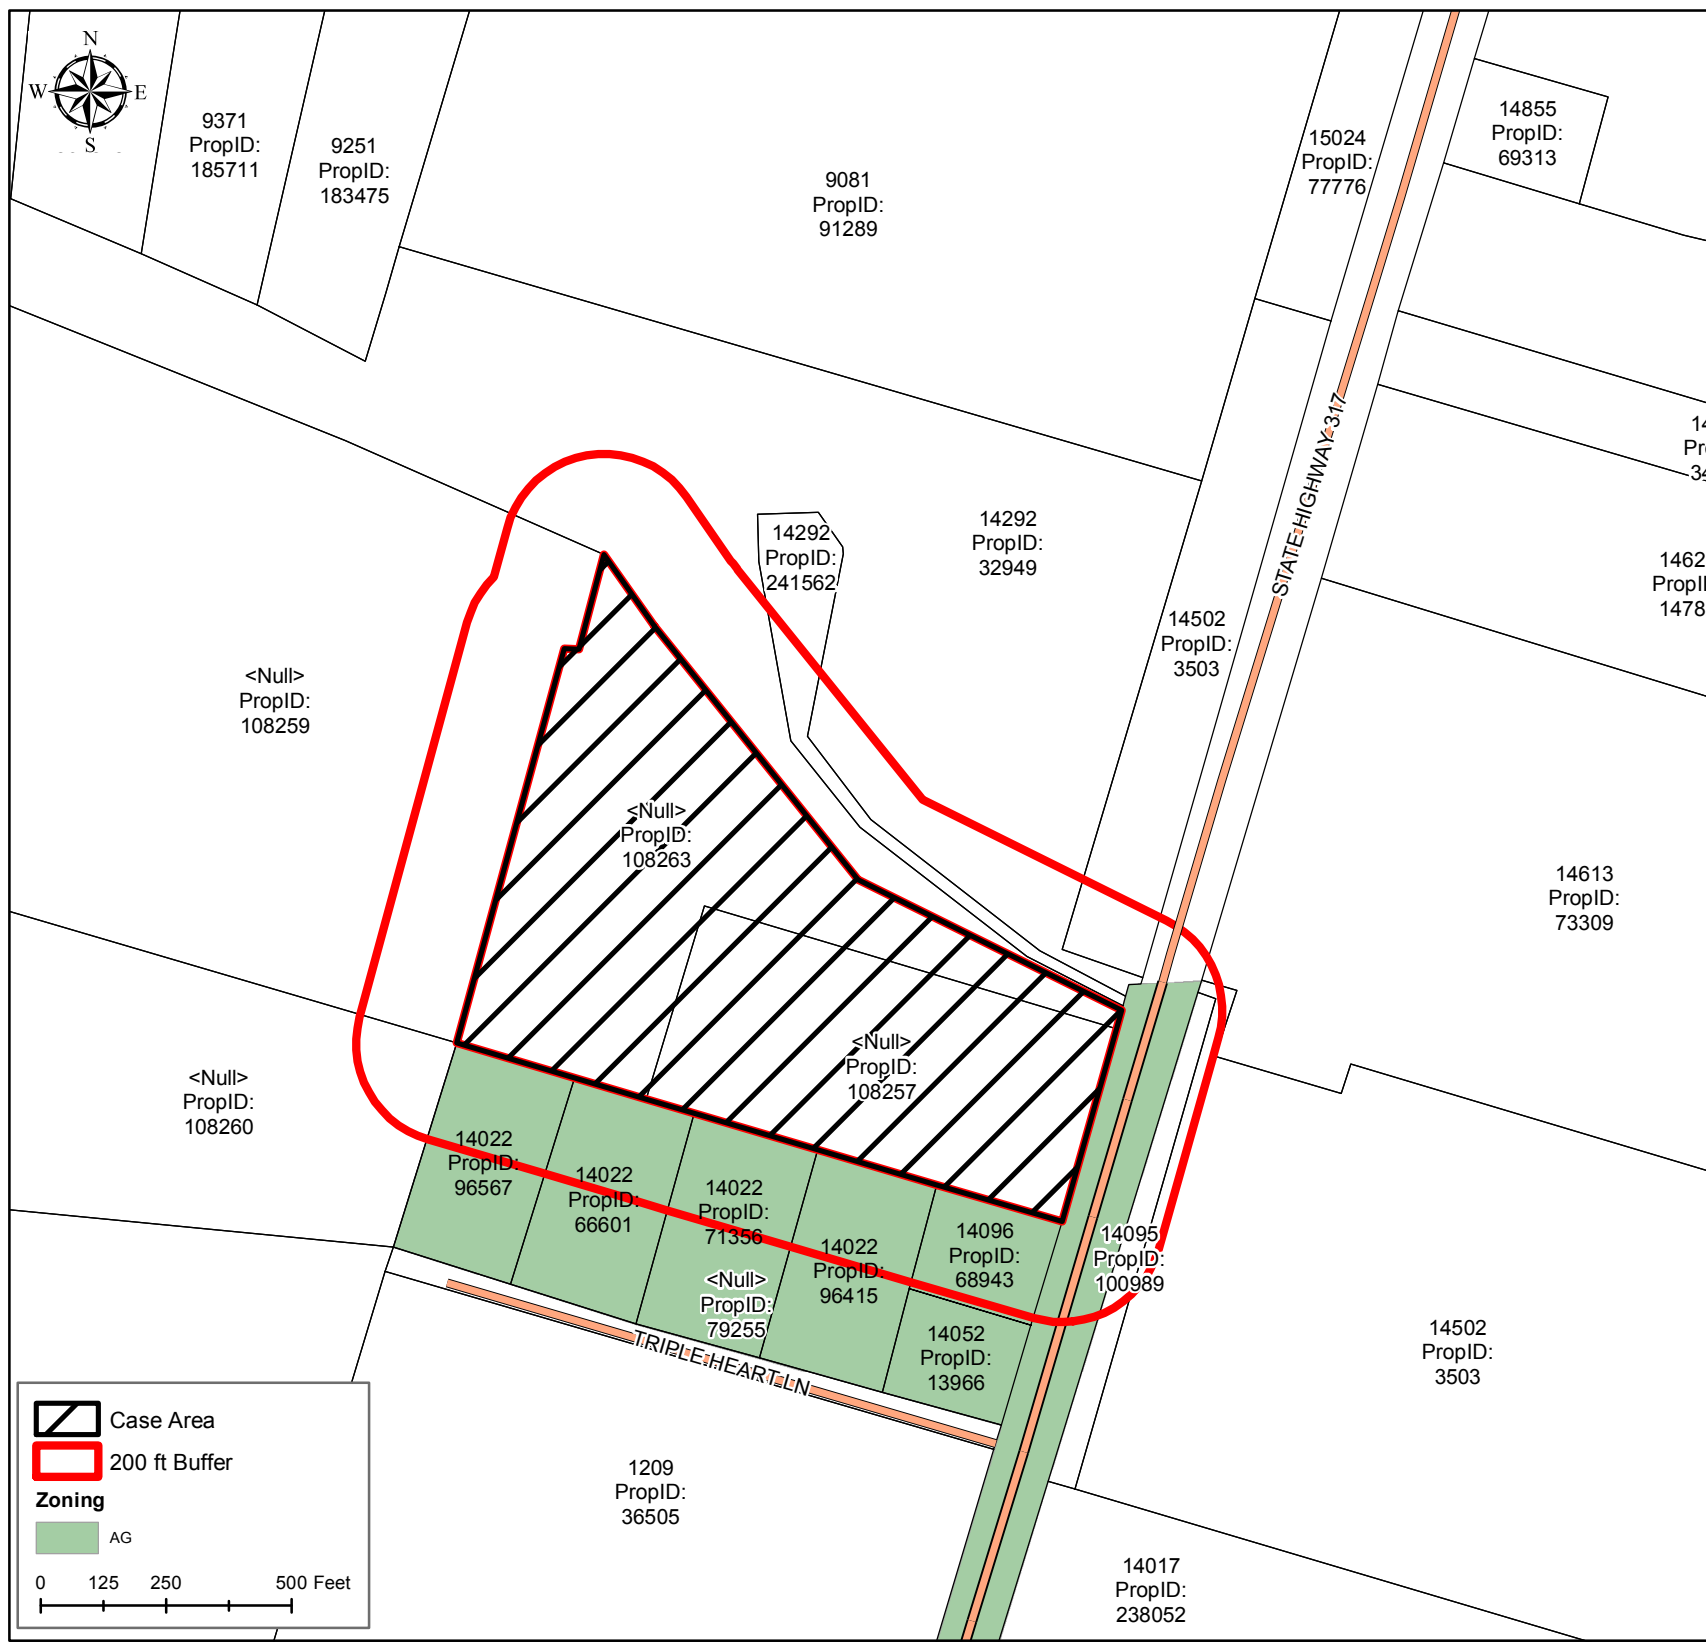 N
W
E
S
9371
PropID:
185711
9251
PropID:
183475
9081
PropID:
91289
15024
PropID:
77776
14855
PropID:
69313
STATE HIGHWAY 317
14292
PropID:
241562
14292
PropID:
32949
14502
PropID:
3503
<Null>
PropID:
108259
<Null>
PropID:
108263
14613
PropID:
73309
<Null>
PropID:
108257
<Null>
PropID:
108260
14022
PropID:
96567
14022
PropID:
66601
14022
PropID:
71356
14022
PropID:
96415
14096
PropID:
68943
14095
PropID:
100989
<Null>
PropID:
79255
14052
PropID:
13966
TRIPLE HEART LN
14502
PropID:
3503
1209
PropID:
36505
14017
PropID:
238052
Case Area
200 ft Buffer
Zoning
AG
0 125 250 500 Feet